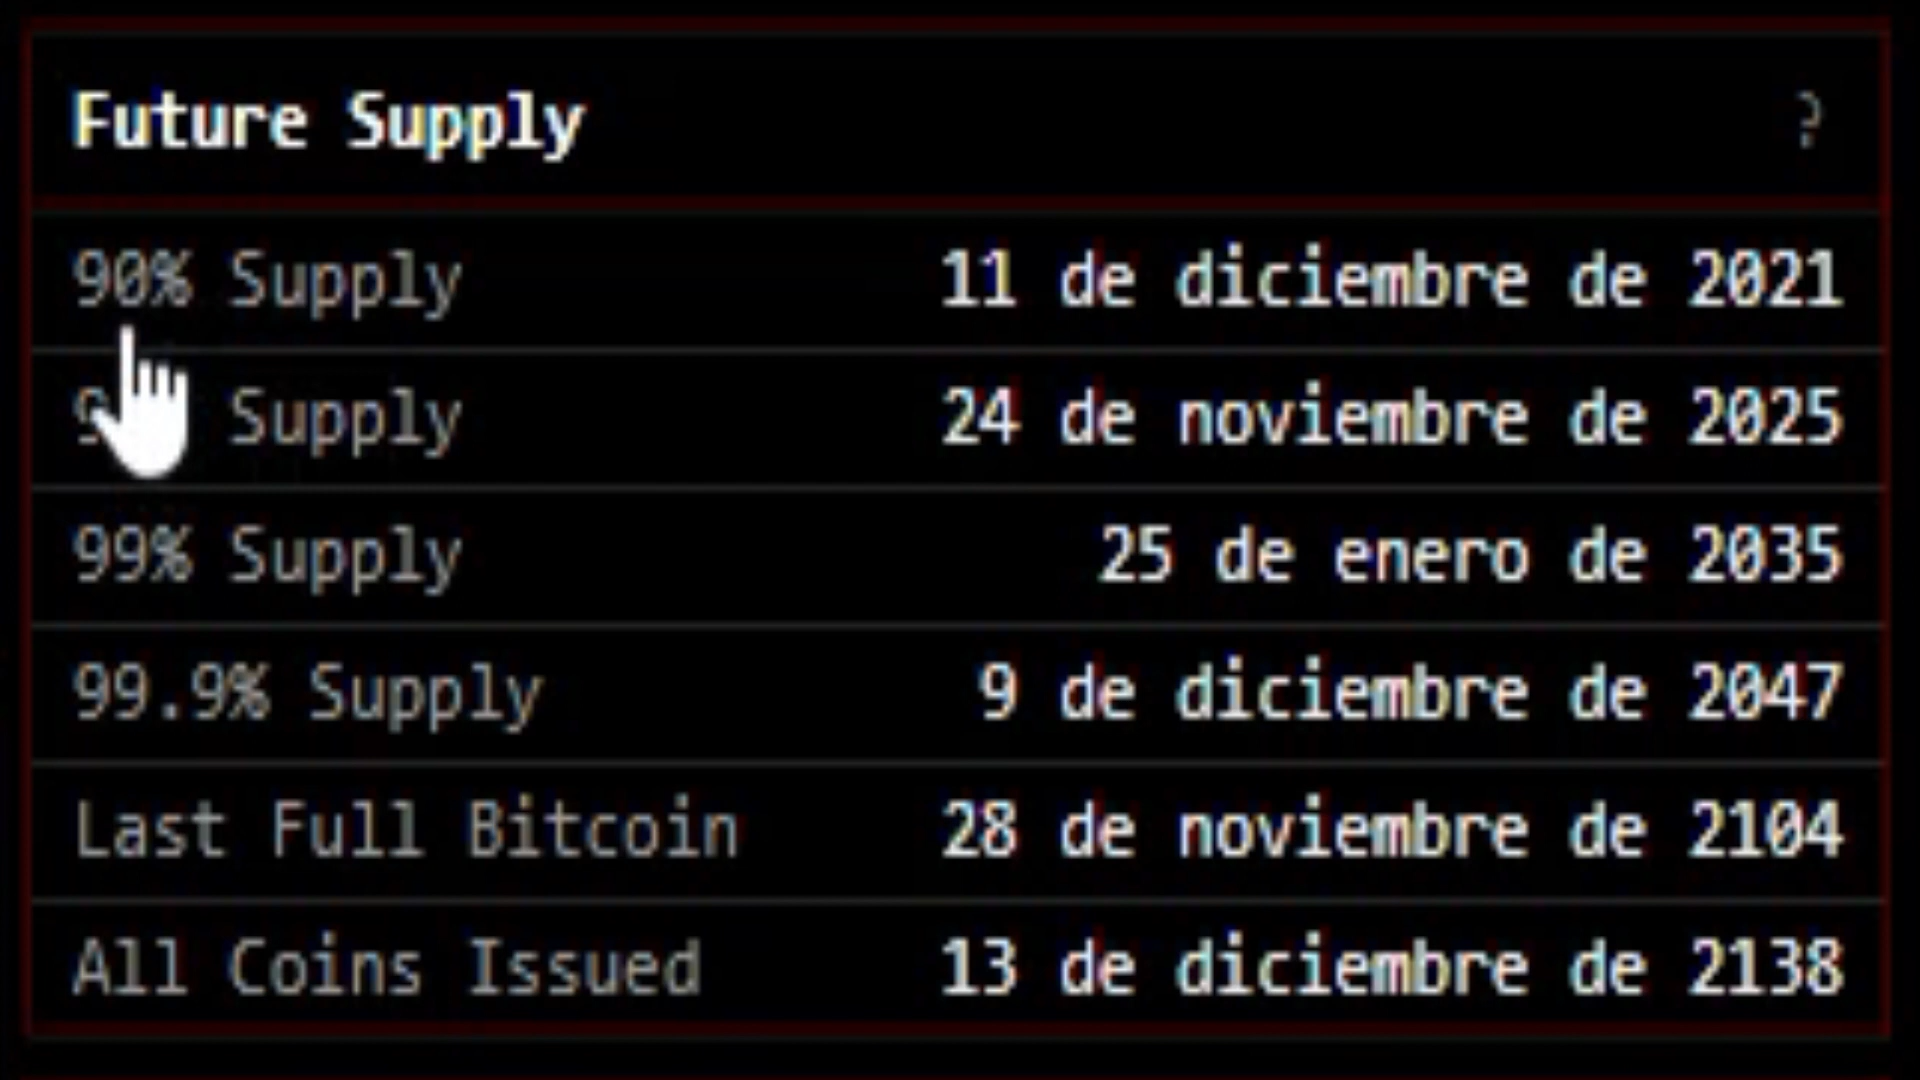 Future Supply ?
90% Supply 11 de diciembre de 2021
Supply 24 de noviembre de 2025
99% Supply 25 de enero de 2035
99.9% Supply 9 de diciembre de 2047
Last Full Bitcoin 28 de noviembre de 2104
All Coins Issued 13 de diciembre de 2138